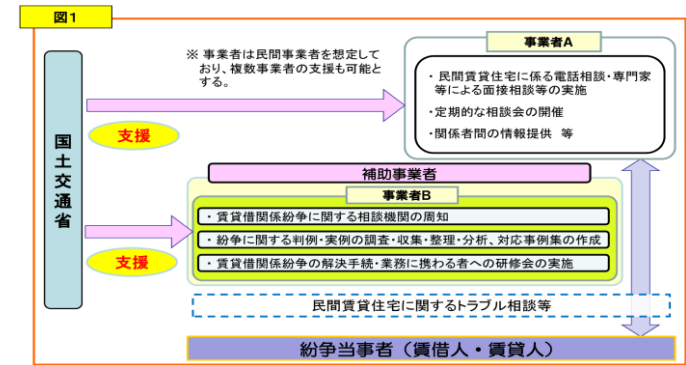 図1
国土交通省
※ 事業者は民間事業者を想定して
おり、複数事業者の支援も可能と
する。
支援
事業者A
・ 民間賃貸住宅に係る電話相談・専門家
等による面接相談等の実施
・定期的な相談会の開催
・関係者間の情報提供 等
補助事業者
事業者B
・ 賃貸借関係紛争に関する相談機関の周知
・ 紛争に関する判例・実例の調査・収集・整理・分析、対応事例集の作成
・ 賃貸借関係紛争の解決手続・業務に携わる者への研修会の実施
支援
民間賃貸住宅に関するトラブル相談等
紛争当事者（賃借人・賃貸人）